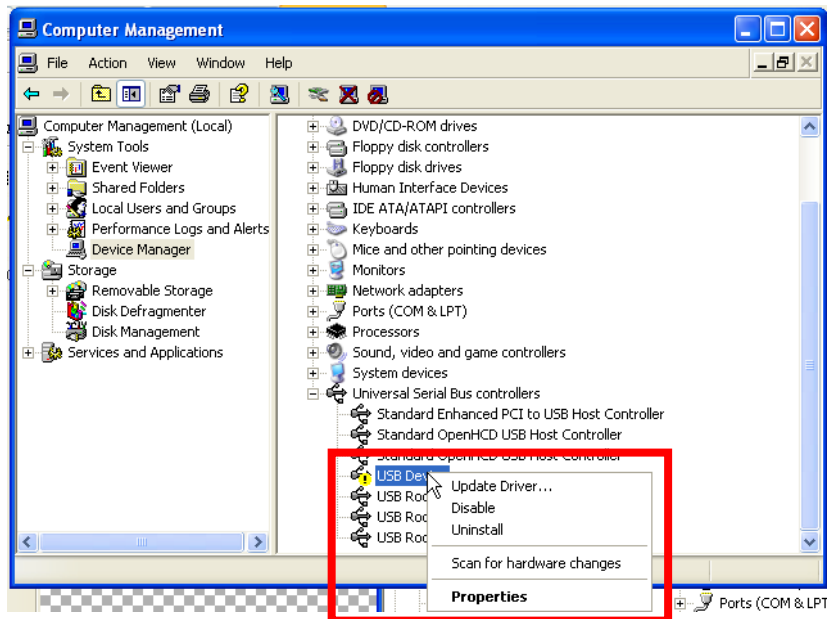 Computer Management
File Action View Window Help
Computer Management (Local)
System Tools
Event Viewer
Shared Folders
Local Users and Groups
Performance Logs and Alerts
Device Manager
Storage
Removable Storage
Disk Defragmenter
Disk Management
Services and Applications
DVD/CD-ROM drives
Floppy disk controllers
Floppy disk drives
Human Interface Devices
IDE ATA/ATAPI controllers
Keyboards
Mice and other pointing devices
Monitors
Network adapters
Ports (COM & LPT)
Processors
Sound, video and game controllers
System devices
Universal Serial Bus controllers
Standard Enhanced PCI to USB Host Controller
Standard OpenHCD USB Host Controller
Standard OpenHCD USB Host Controller
USB Dev
USB Roo
USB Roo
USB Roo
Update Driver...
Disable
Uninstall
Scan for hardware changes
Properties
Ports (COM & LPT